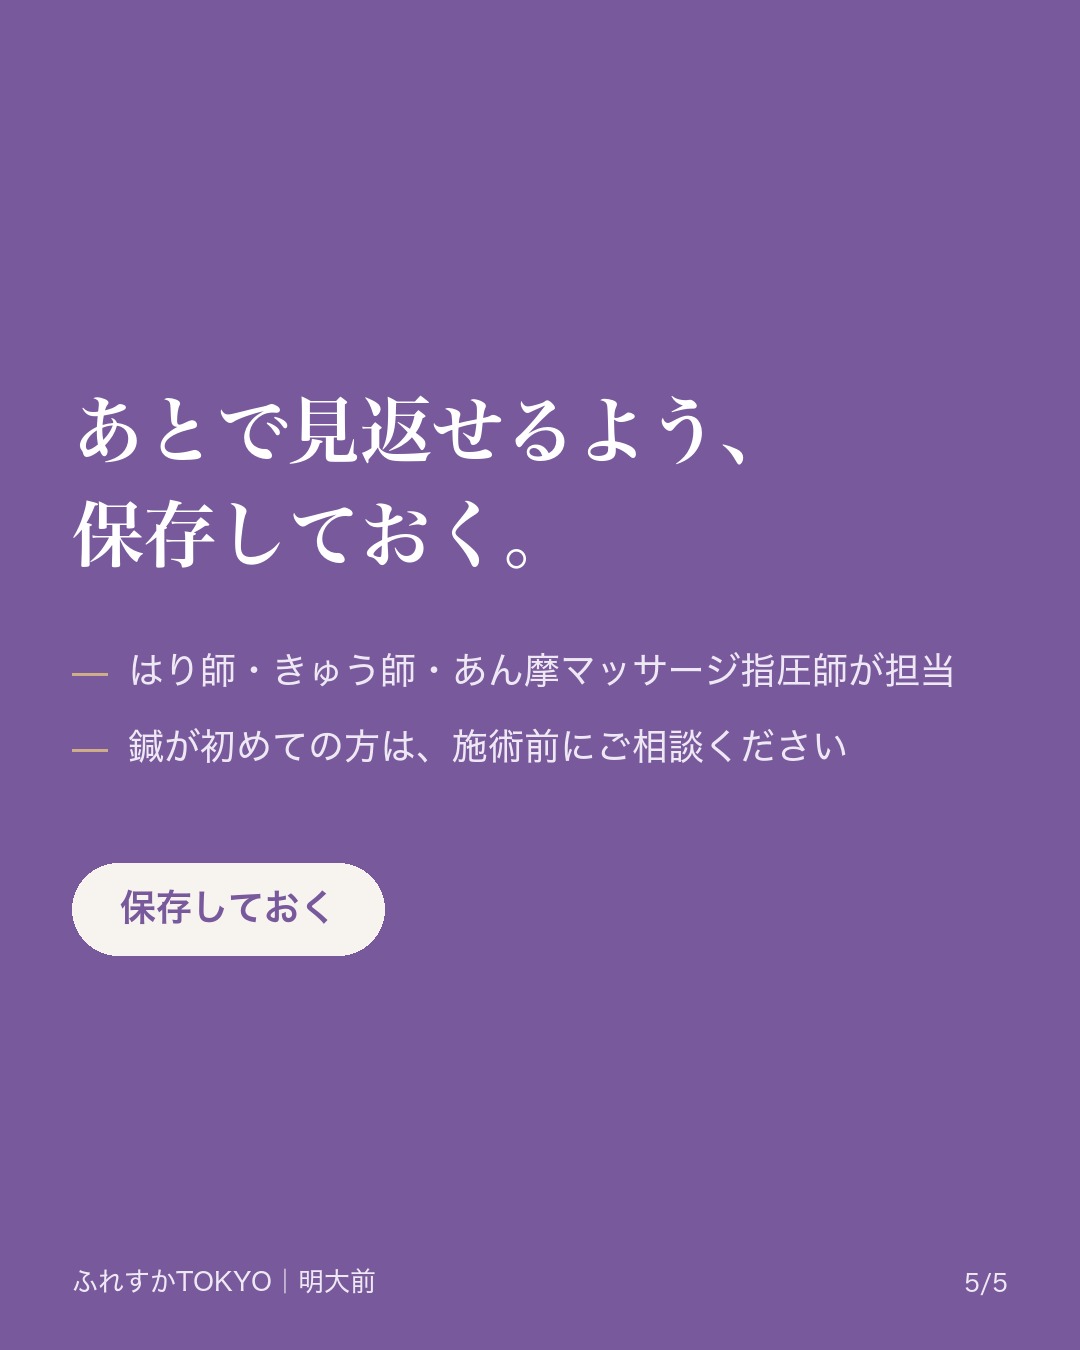 あとで見返せるよう、
保存しておく。
— はり師・きゅう師・あん摩マッサージ指圧師が担当
— 鍼が初めての方は、施術前にご相談ください
保存しておく
ふれすかTOKYO｜明大前
5/5